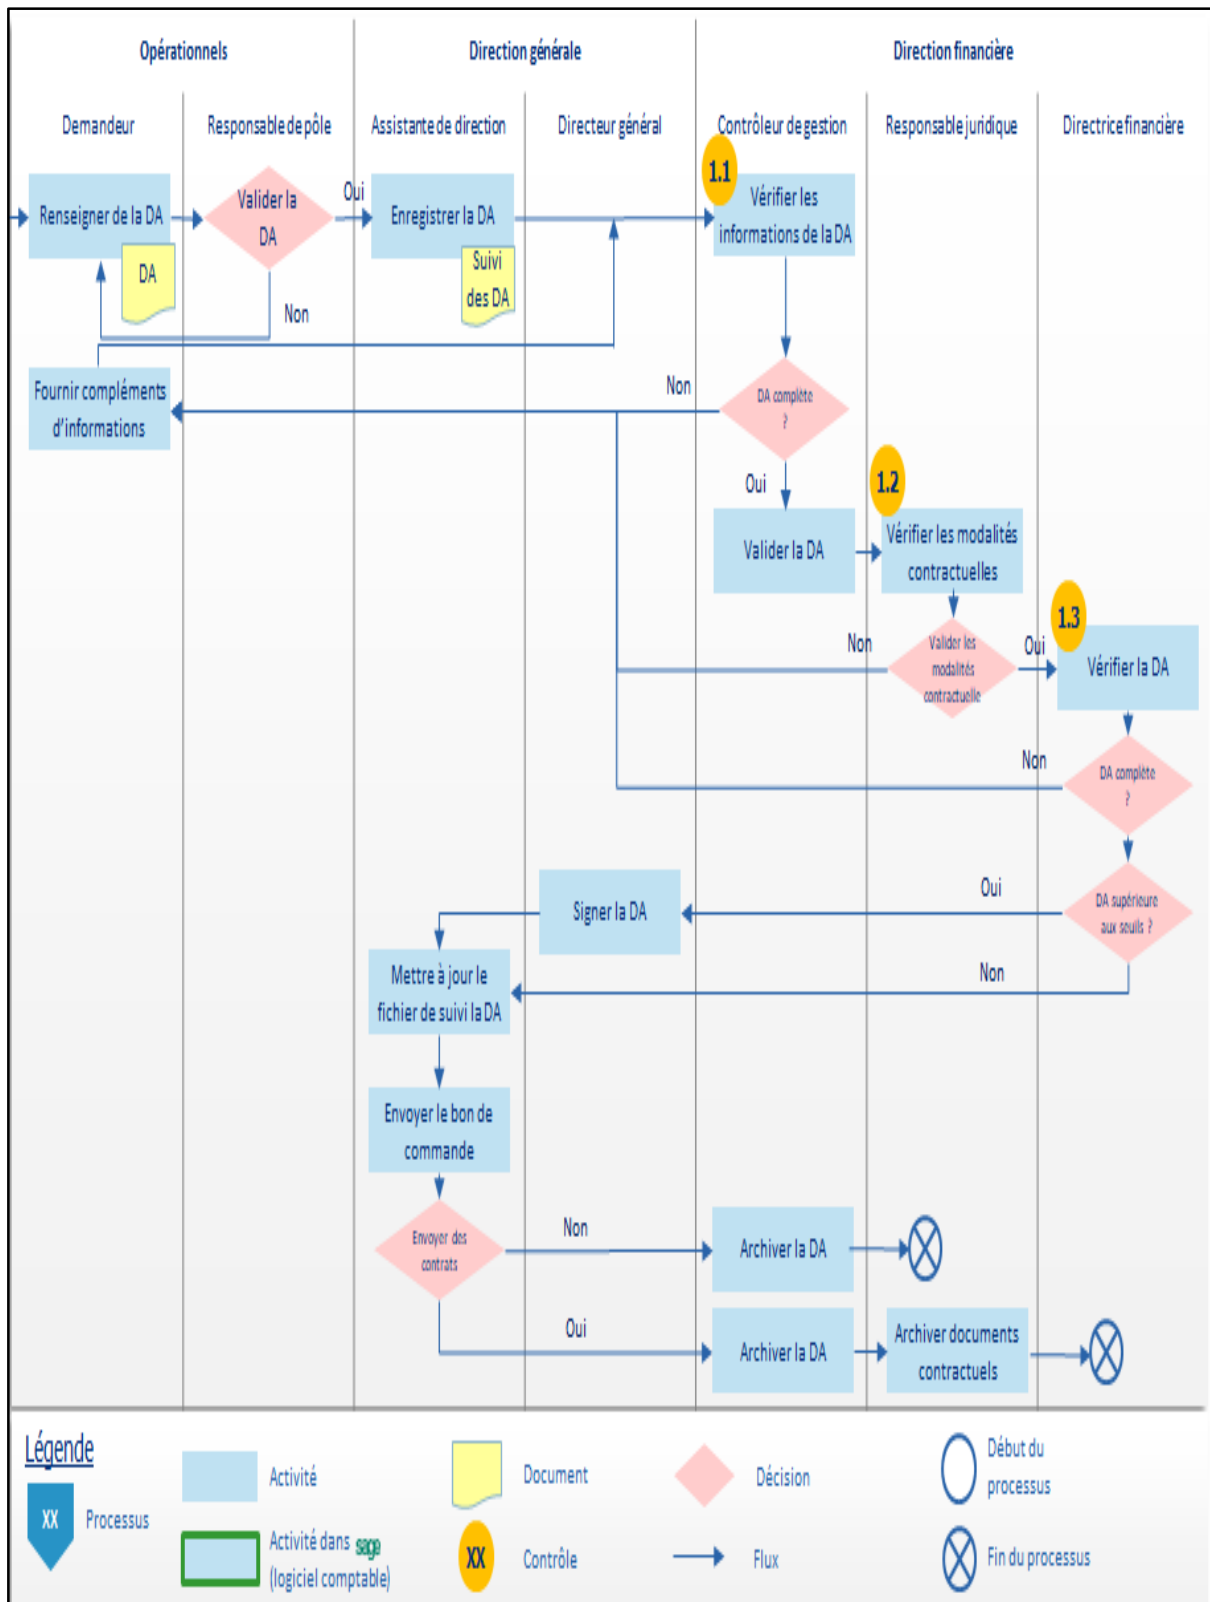 Opérationnels
Direction générale
Direction financière
Demandeur
Responsable de pôle
Assistante de direction
Directeur général
Contrôleur de gestion
Responsable juridique
Directrice financière
Renseigner de la DA
DA
Valider la
DA
Oui
Non
Enregistrer la DA
Suivi
des DA
1.1
Vérifier les
informations de la DA
Fournir compléments
d'informations
Non
DA complète
?
Oui
Valider la DA
1.2
Vérifier les modalités
contractuelles
Non
Valider les
modalités
contractuelle
Oui
1.3
Vérifier la DA
Non
DA complète
?
Signer la DA
Oui
DA supérieure
aux seuils ?
Mettre à jour le
fichier de suivi la DA
Non
Envoyer le bon de
commande
Envoyer des
contrats
Non
Archiver la DA
Oui
Archiver la DA
Archiver documents
contractuels
Légende
XX
Processus
Activité
Activité dans sage
(logiciel comptable)
Document
XX
Contrôle
Décision
Flux
Début du
processus
Fin du processus